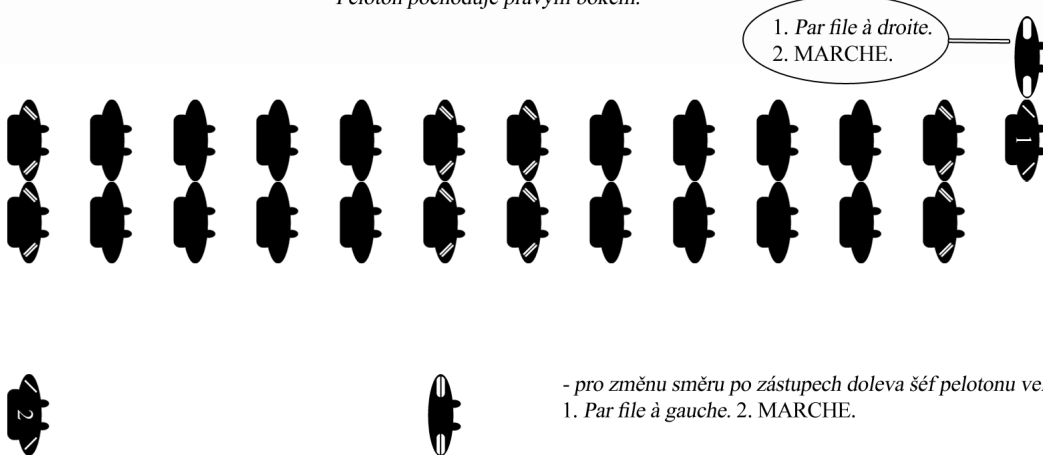 Peloton pochoduje pravým bokem.
1. Par file à droite.
2. MARCHE.
1
2
- pro změnu směru po zástupech doleva šéf pelotonu
1. Par file à gauche. 2. MARCHE.